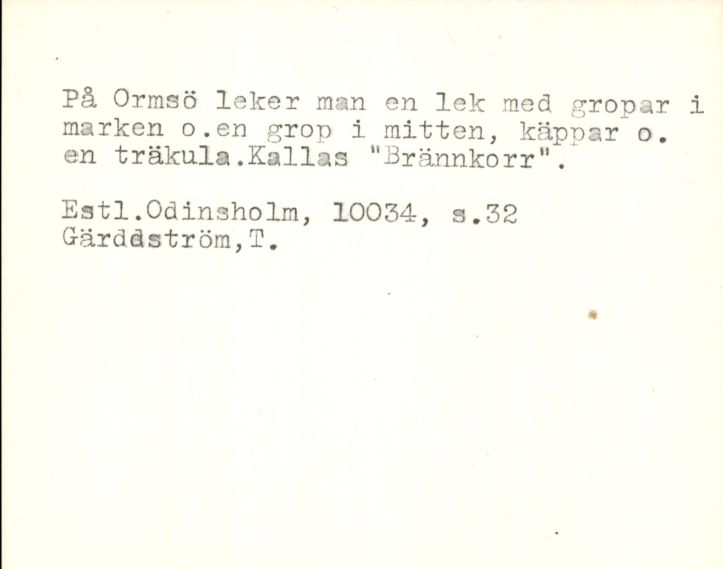 På Ormsö leker man en lek med gropar i
marken o.en grop i mitten, käppar o.
en träkula.Kallas "Brännkorr".
Estl.Odinsholm, 10034, s.32
Gärddström,T.